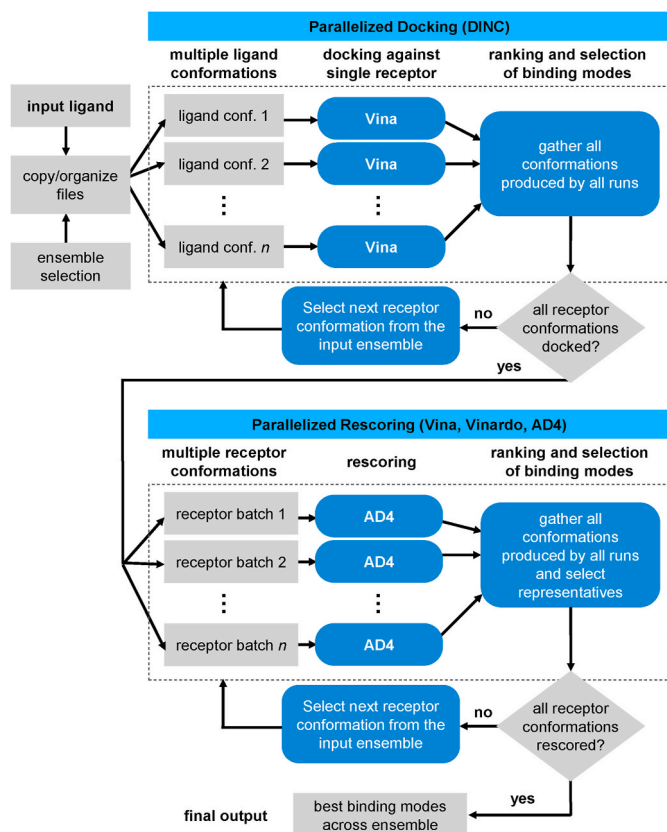 Parallelized Docking (DINC)
multiple ligand
conformations
docking against
single receptor
ranking and selection
of binding modes
input ligand
copy/organize
files
ensemble
selection
ligand conf. 1
ligand conf. 2
⋮
ligand conf. n
Vina
Vina
⋮
Vina
gather all
conformations
produced by all runs
Select next receptor
conformation from the
input ensemble
no
all receptor
conformations
docked?
yes
Parallelized Rescoring (Vina, Vinardo, AD4)
multiple receptor
conformations
rescoring
ranking and selection
of binding modes
receptor batch 1
receptor batch 2
⋮
receptor batch n
AD4
AD4
⋮
AD4
gather all
conformations
produced by all runs
and select
representatives
Select next receptor
conformation from the
input ensemble
no
all receptor
conformations
rescored?
yes
final output
best binding modes
across ensemble